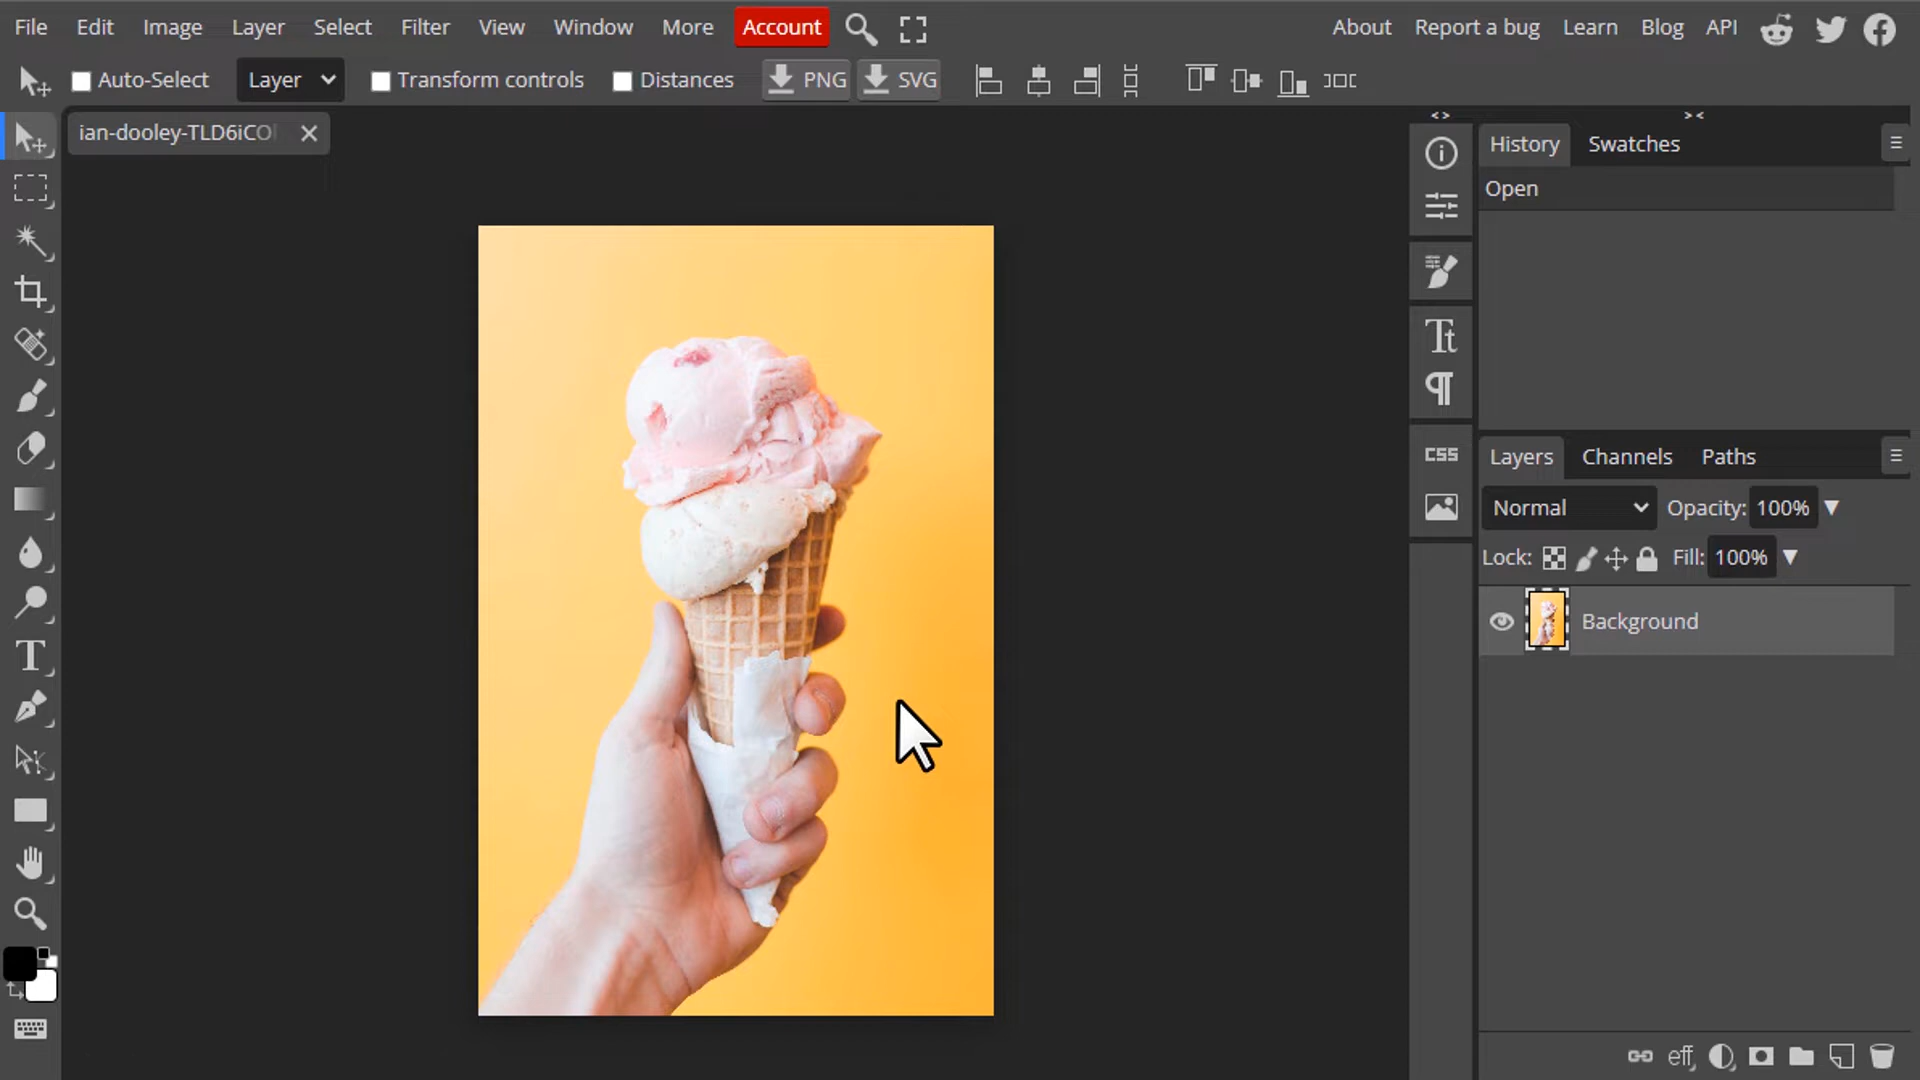 File Edit Image Layer Select Filter View Window More Account About Report a bug Learn Blog API
Auto-Select Layer Transform controls Distances PNG SVG
ian-dooley-TLD6iCO
History Swatches
Open
Tt
CSS
Layers Channels Paths
Normal Opacity: 100%
Lock: Fill: 100%
Background
T
eff